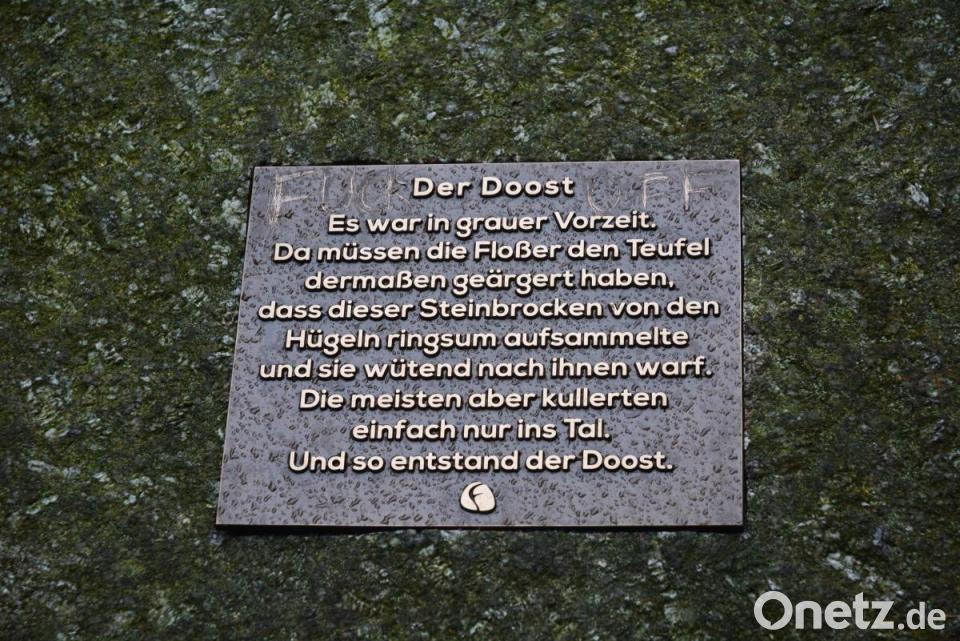 FUCK OFF
Der Doost
Es war in grauer Vorzeit.
Da müssen die Floßer den Teufel
dermaßen geärgert haben,
dass dieser Steinbrocken von den
Hügeln ringsum aufsammelte
und sie wütend nach ihnen warf.
Die meisten aber kullerten
einfach nur ins Tal.
Und so entstand der Doost.
Onetz.de